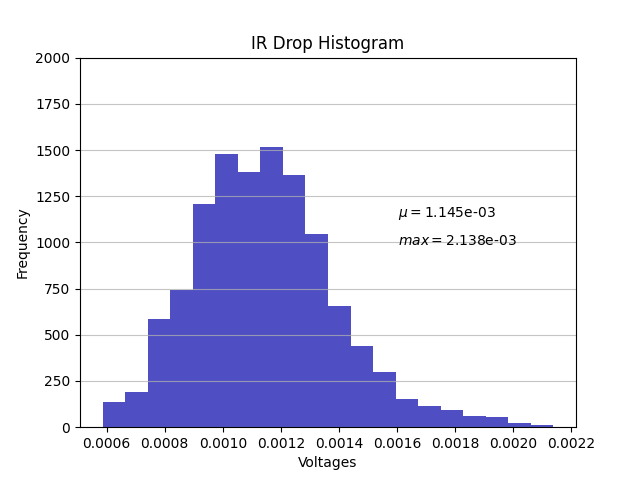 IR Drop Histogram
2000
1750
1500
1250
1000
750
500
250
0
Frequency
μ = 1.145e-03
max = 2.138e-03
0.0006 0.0008 0.0010 0.0012 0.0014 0.0016 0.0018 0.0020 0.0022
Voltages